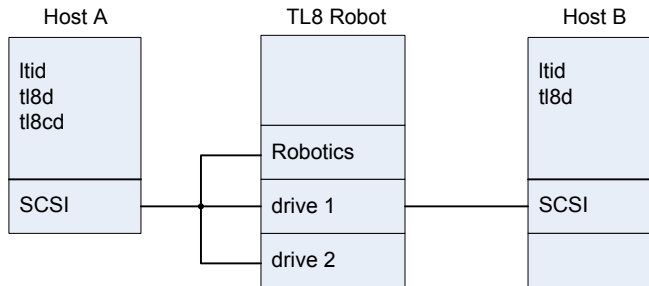 Host A
TL8 Robot
Host B
ltid
tl8d
tl8cd
SCSI
Robotics
drive 1
drive 2
ltid
tl8d
SCSI